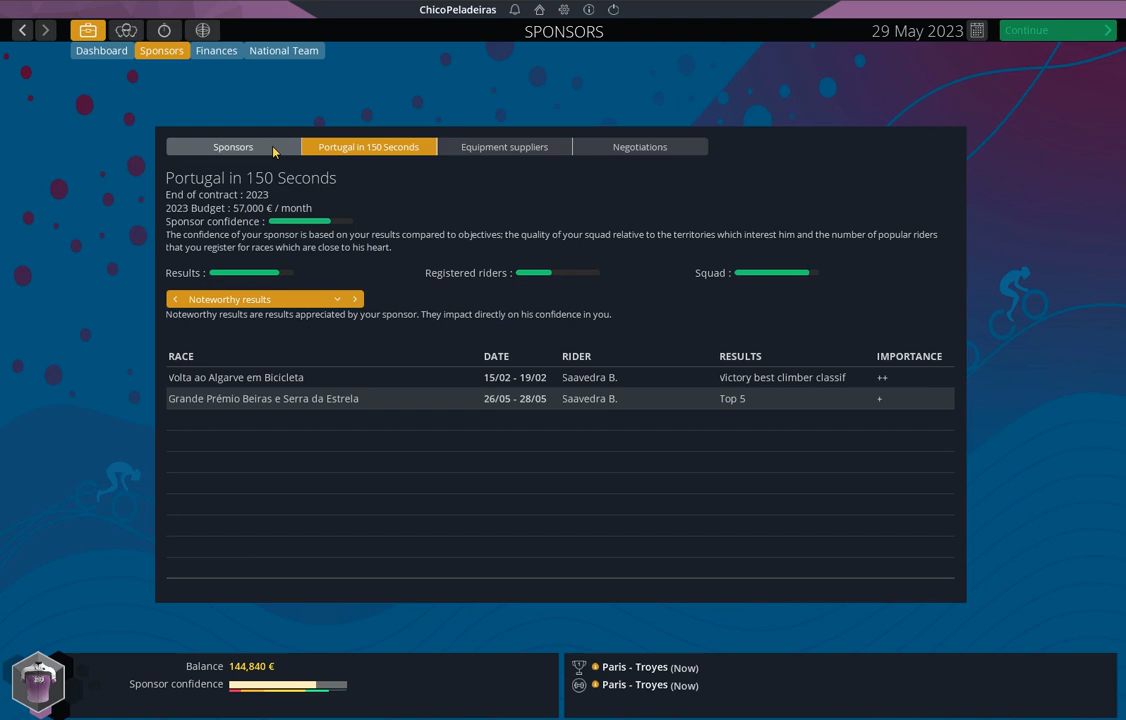 ChicoPeladeiras
SPONSORS
29 May 2023
Continue
Dashboard
Sponsors
Finances
National Team
Sponsors
Portugal in 150 Seconds
Equipment suppliers
Negotiations
Portugal in 150 Seconds
End of contract : 2023
2023 Budget : 57,000 € / month
Sponsor confidence :
The confidence of your sponsor is based on your results compared to objectives; the quality of your squad relative to the territories which interest him and the number of popular riders
that you register for races which are close to his heart.
Results :
Registered riders :
Squad :
Noteworthy results
Noteworthy results are results appreciated by your sponsor. They impact directly on his confidence in you.
RACE DATE RIDER RESULTS IMPORTANCE
Volta ao Algarve em Bicicleta 15/02 - 19/02 Saavedra B. Victory best climber classif ++
Grande Prémio Beiras e Serra da Estrela 26/05 - 28/05 Saavedra B. Top 5 +
Balance 144,840 €
Sponsor confidence
Paris - Troyes (Now)
Paris - Troyes (Now)